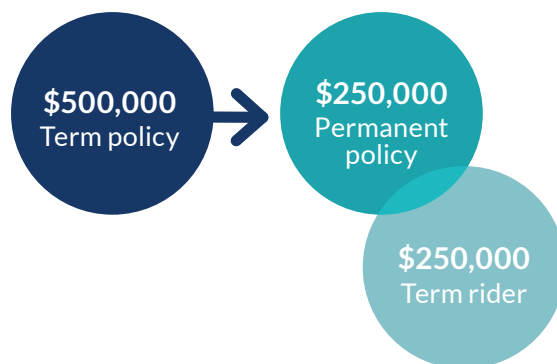 $500,000
Term policy
$250,000
Permanent
policy
$250,000
Term rider